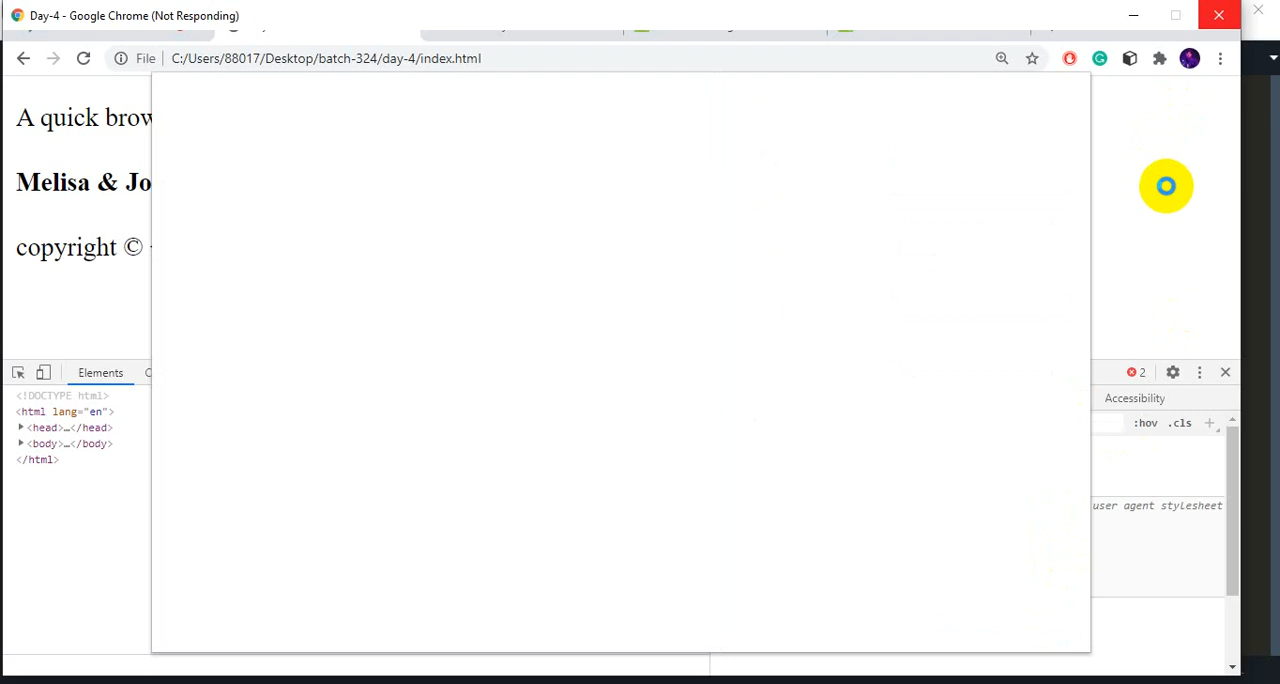 Day-4 - Google Chrome (Not Responding)
File C:/Users/88017/Desktop/batch-324/day-4/index.html
A quick brow
Melisa & Jo
copyright ©
Elements 2
<!DOCTYPE html>
Accessibility
<html lang="en">
:hov .cls
▶<head>…</head>
▶<body>…</body>
</html>
user agent stylesheet